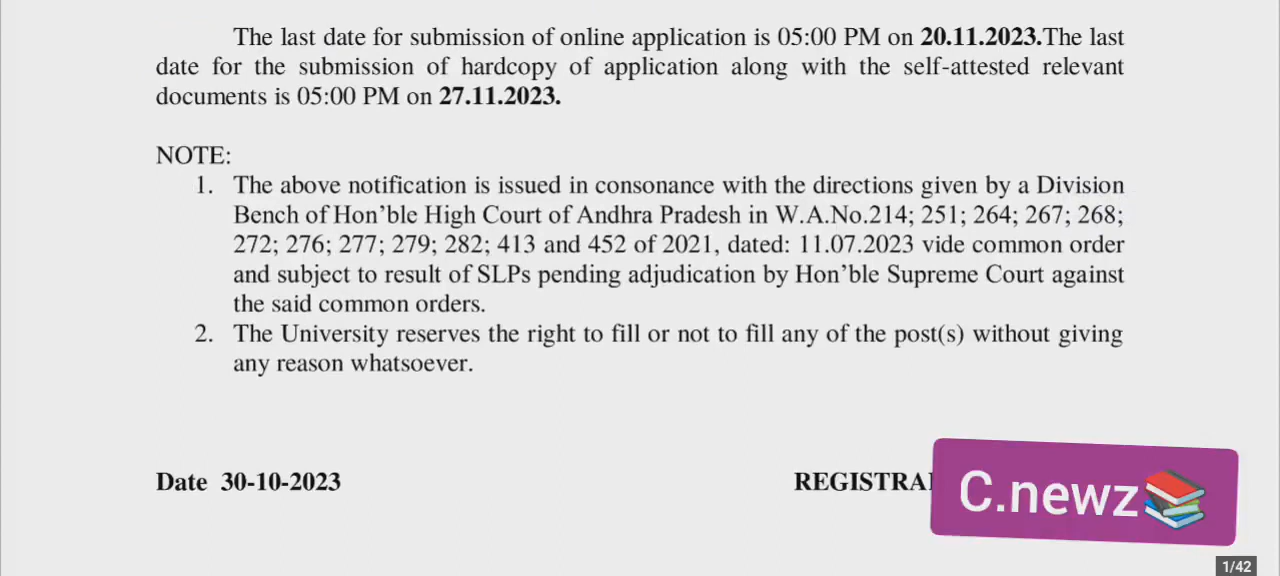 The last date for submission of online application is 05:00 PM on 20.11.2023.The last
date for the submission of hardcopy of application along with the self-attested relevant
documents is 05:00 PM on 27.11.2023.
NOTE:
1. The above notification is issued in consonance with the directions given by a Division
Bench of Hon’ble High Court of Andhra Pradesh in W.A.No.214; 251; 264; 267; 268;
272; 276; 277; 279; 282; 413 and 452 of 2021, dated: 11.07.2023 vide common order
and subject to result of SLPs pending adjudication by Hon’ble Supreme Court against
the said common orders.
2. The University reserves the right to fill or not to fill any of the post(s) without giving
any reason whatsoever.
Date 30-10-2023 REGISTRA
C.newz
1/42